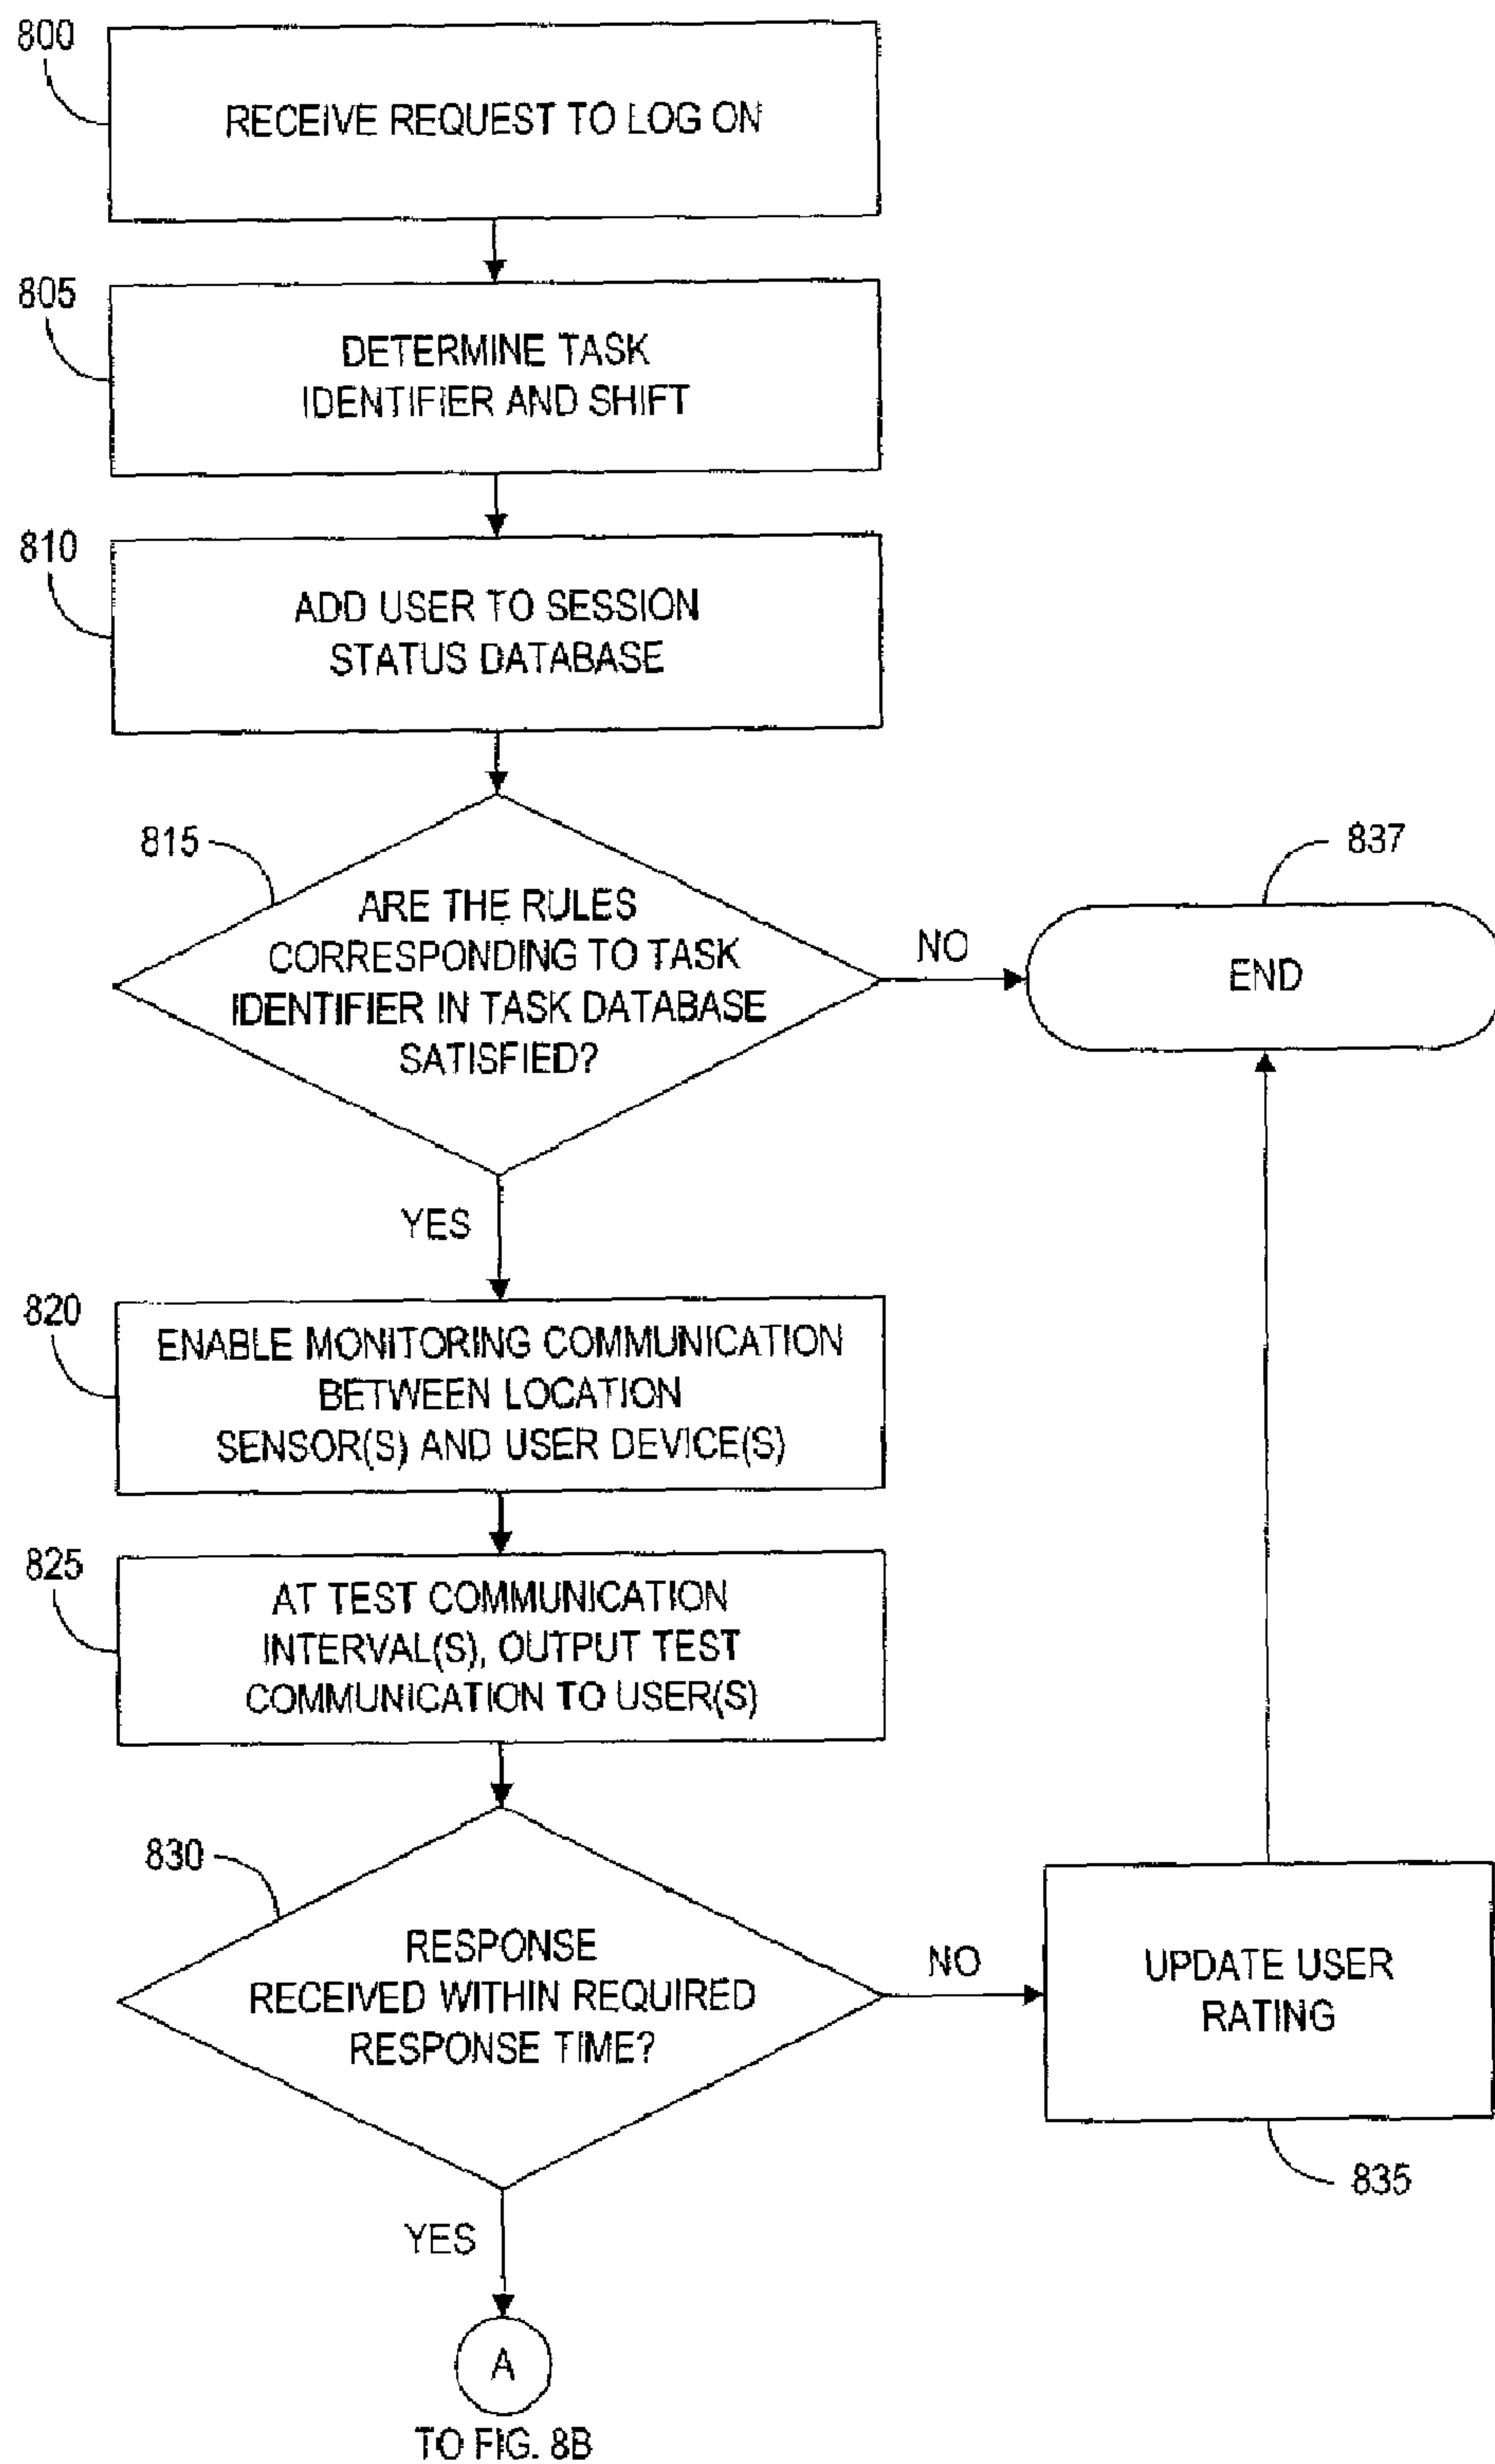 800
RECEIVE REQUEST TO LOG ON
805
DETERMINE TASK
IDENTIFIER AND SHIFT
810
ADD USER TO SESSION
STATUS DATABASE
815
ARE THE RULES
CORRESPONDING TO TASK
IDENTIFIER IN TASK DATABASE
SATISFIED?
NO
837
END
YES
820
ENABLE MONITORING COMMUNICATION
BETWEEN LOCATION
SENSOR(S) AND USER DEVICE(S)
825
AT TEST COMMUNICATION
INTERVAL(S), OUTPUT TEST
COMMUNICATION TO USER(S)
830
RESPONSE
RECEIVED WITHIN REQUIRED
RESPONSE TIME?
NO
UPDATE USER
RATING
835
YES
A
TO FIG. 8B